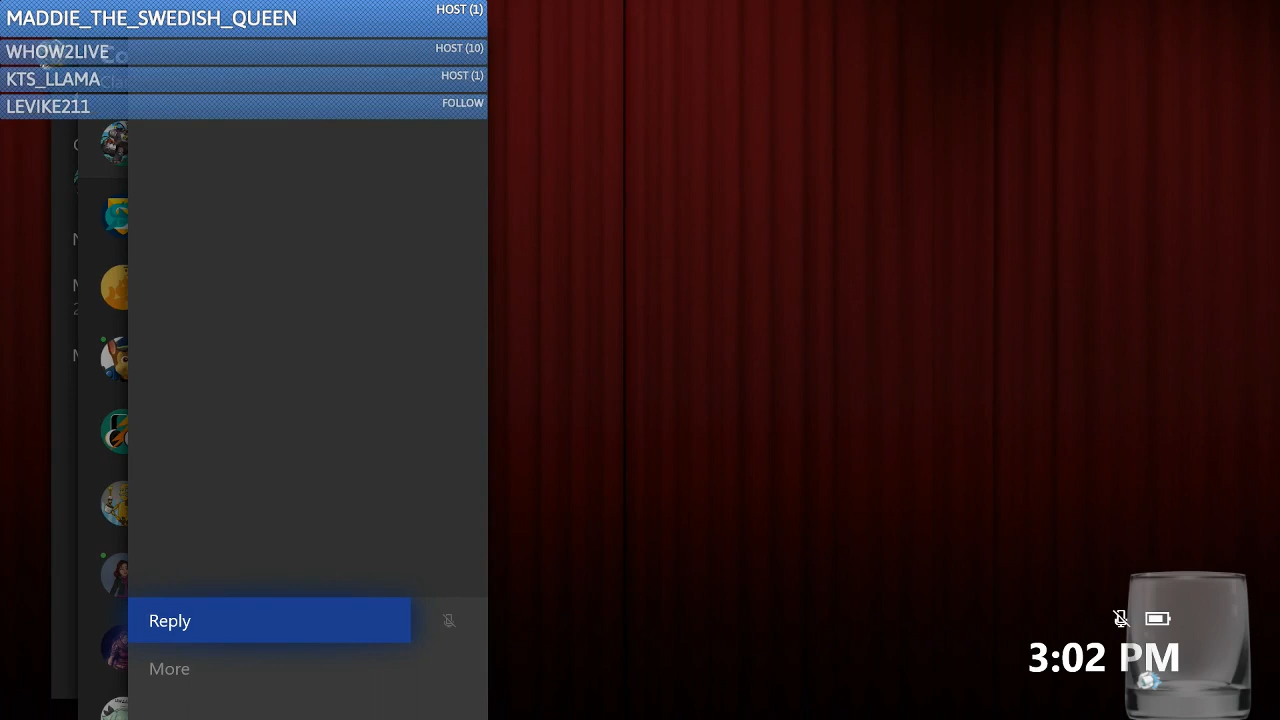 MADDIE_THE_SWEDISH_QUEEN HOST (1)
WHOW2LIVE HOST (10)
KTS_LLAMA HOST (1)
LEVIKE211 FOLLOW
Reply
More
3:02 PM